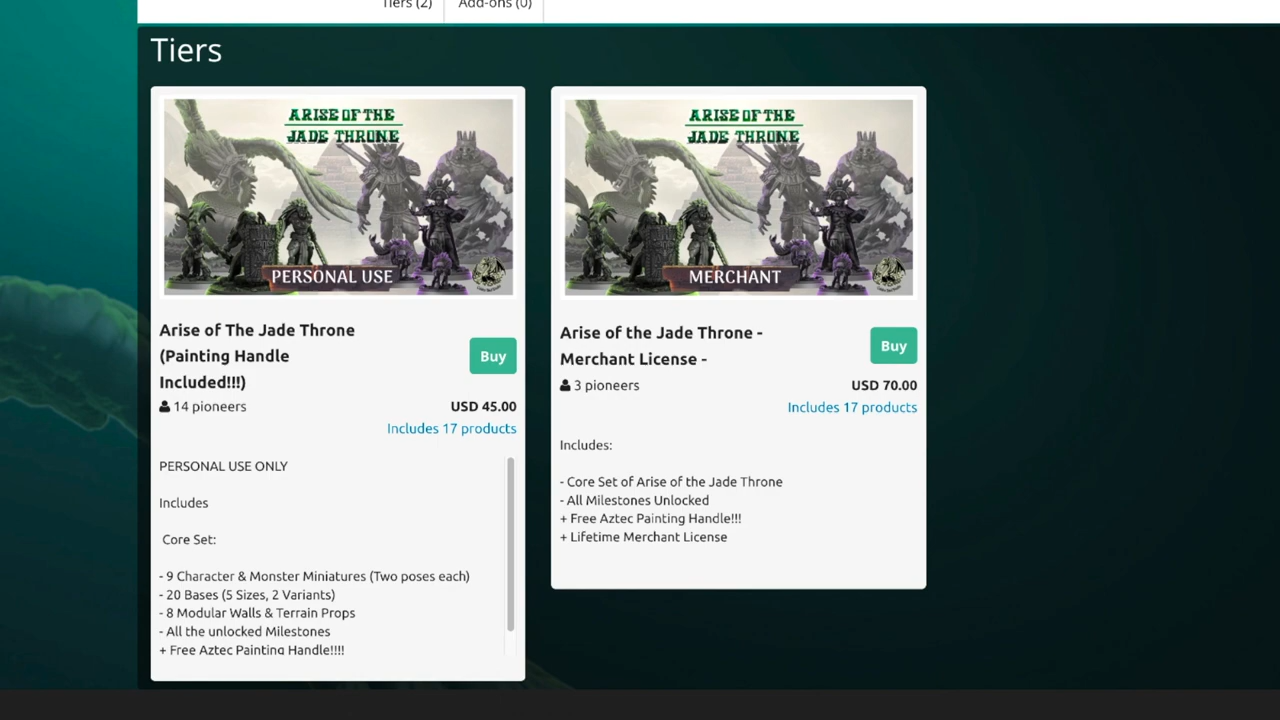 Tiers (2)
Add-ons (0)
Tiers
ARISE OF THE
JADE THRONE
PERSONAL USE
Arise of The Jade Throne
(Painting Handle
Included!!!)
Buy
14 pioneers
USD 45.00
Includes 17 products
PERSONAL USE ONLY
Includes
Core Set:
- 9 Character & Monster Miniatures (Two poses each)
- 20 Bases (5 Sizes, 2 Variants)
- 8 Modular Walls & Terrain Props
- All the unlocked Milestones
+ Free Aztec Painting Handle!!!!
ARISE OF THE
JADE THRONE
MERCHANT
Arise of the Jade Throne -
Merchant License -
Buy
3 pioneers
USD 70.00
Includes 17 products
Includes:
- Core Set of Arise of the Jade Throne
- All Milestones Unlocked
+ Free Aztec Painting Handle!!!
+ Lifetime Merchant License